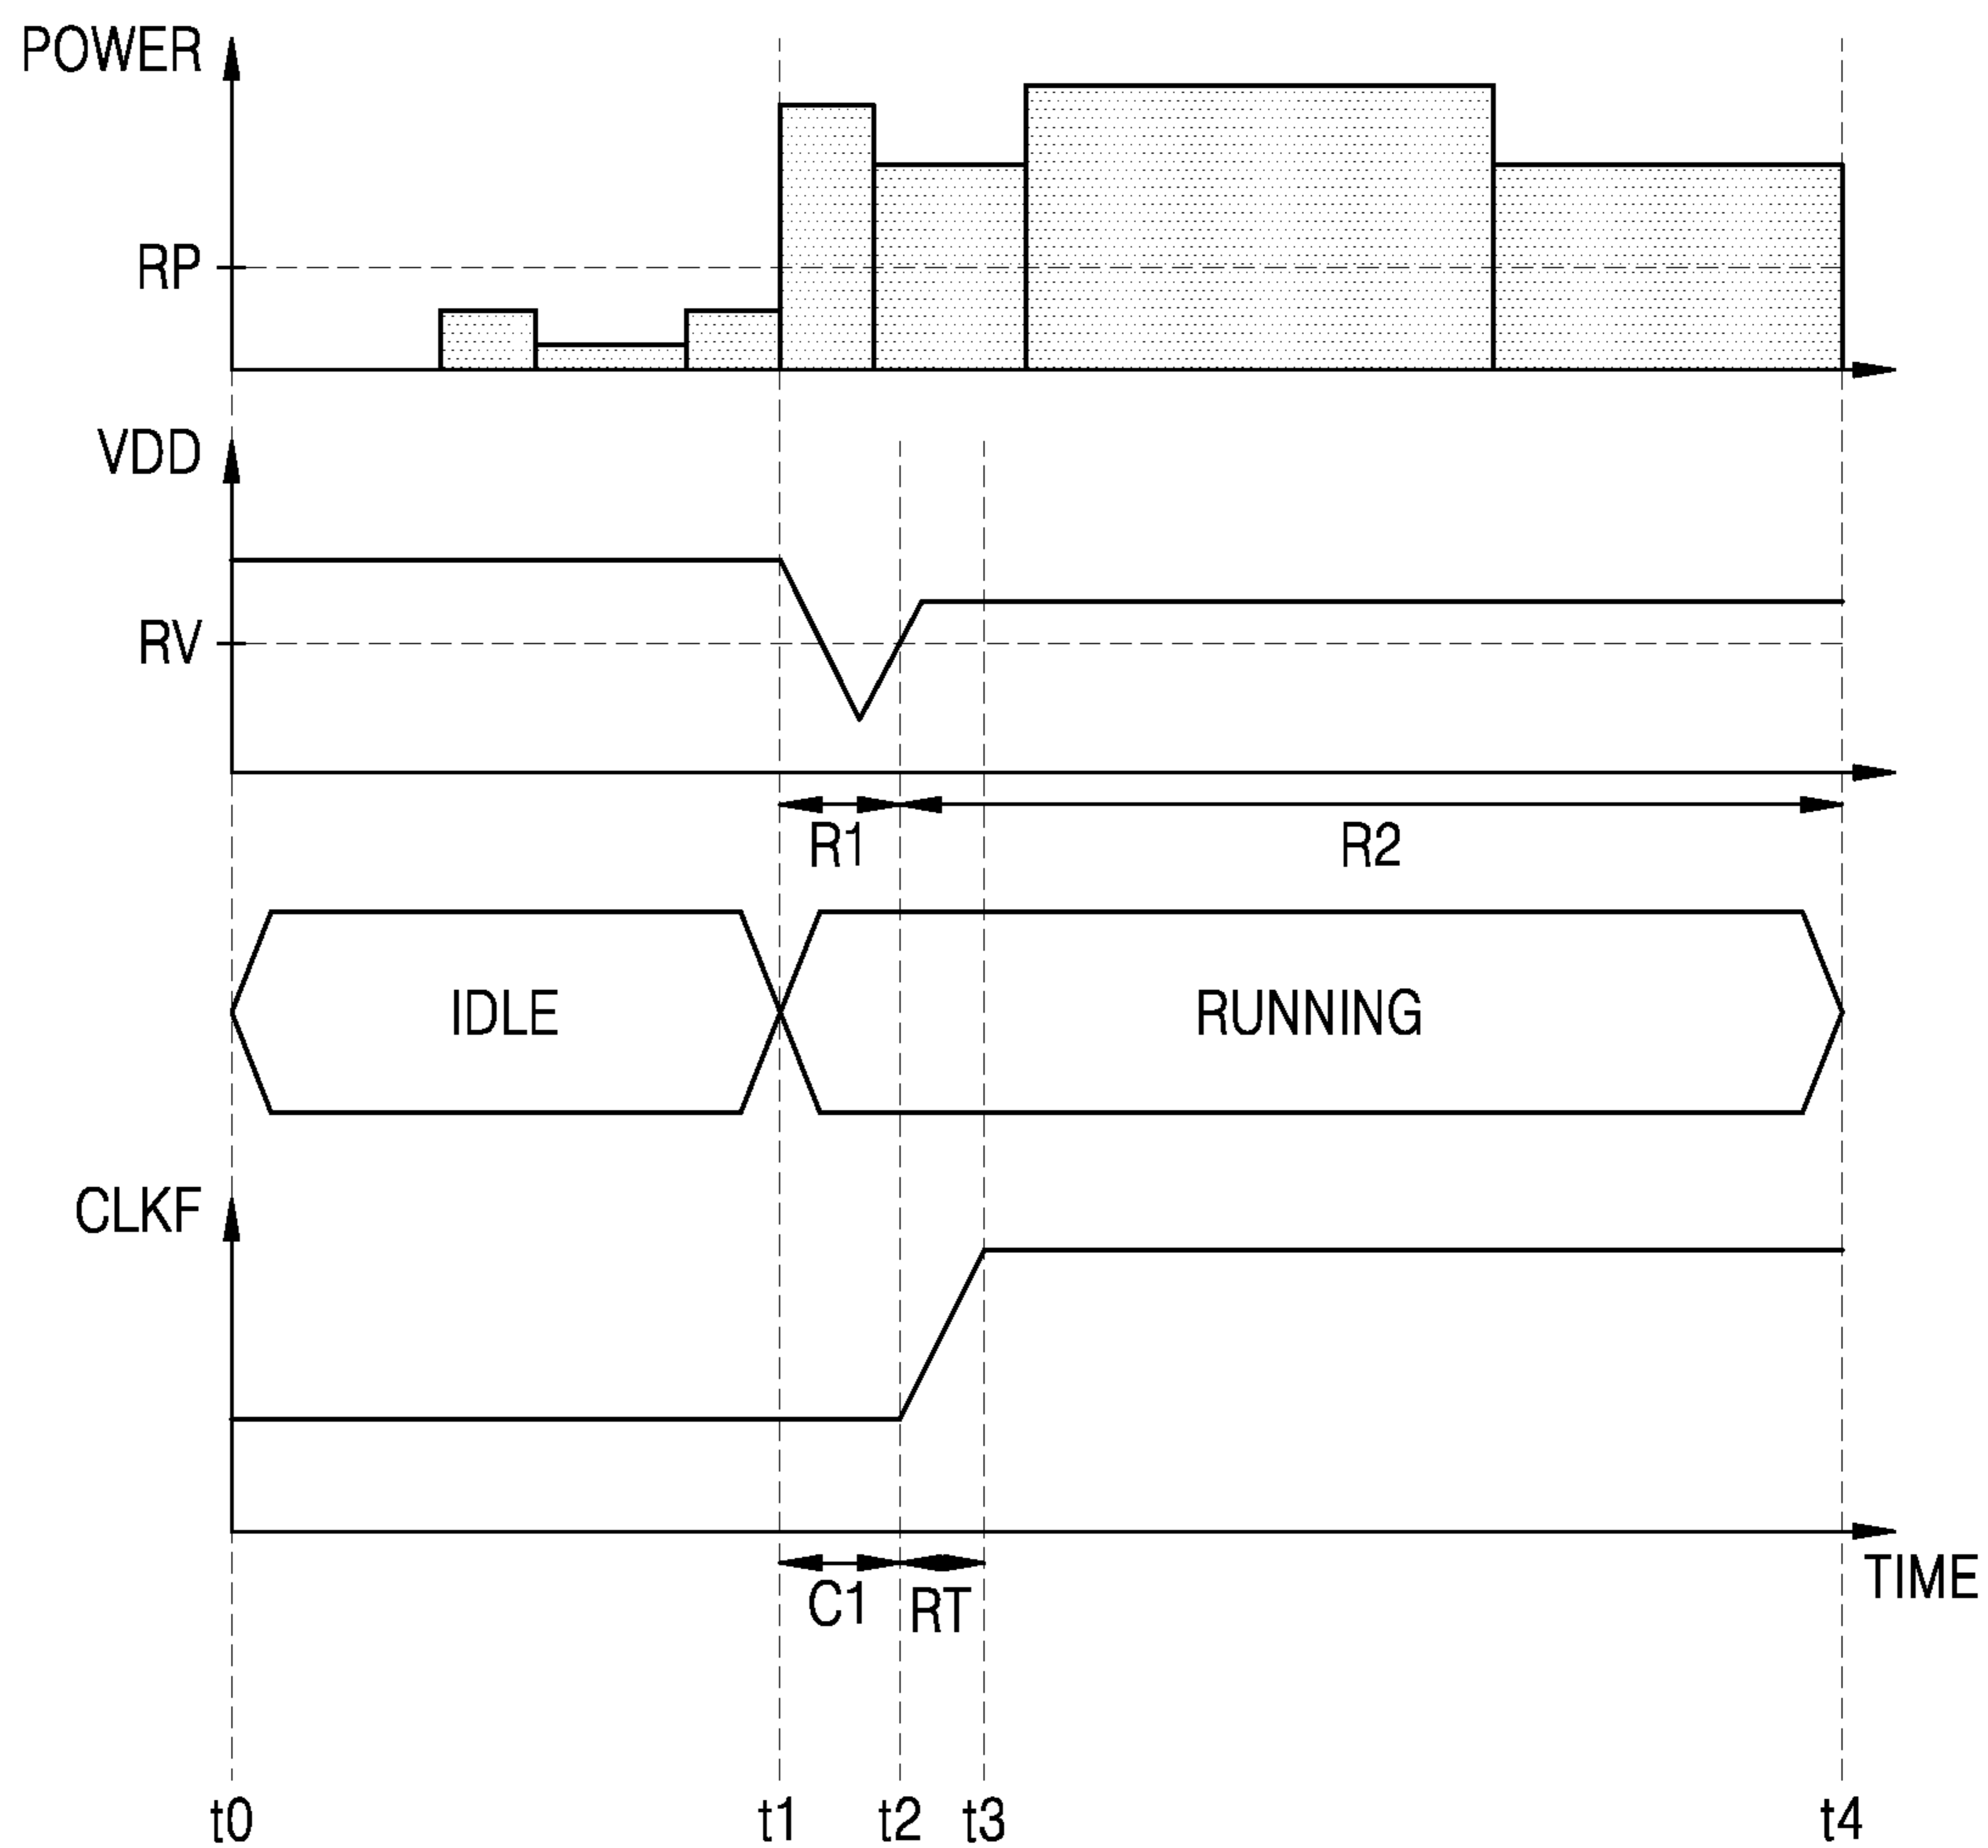 POWER
RP
VDD
RV
R1
R2
IDLE
RUNNING
CLKF
TIME
C1
RT
t0
t1
t2
t3
t4